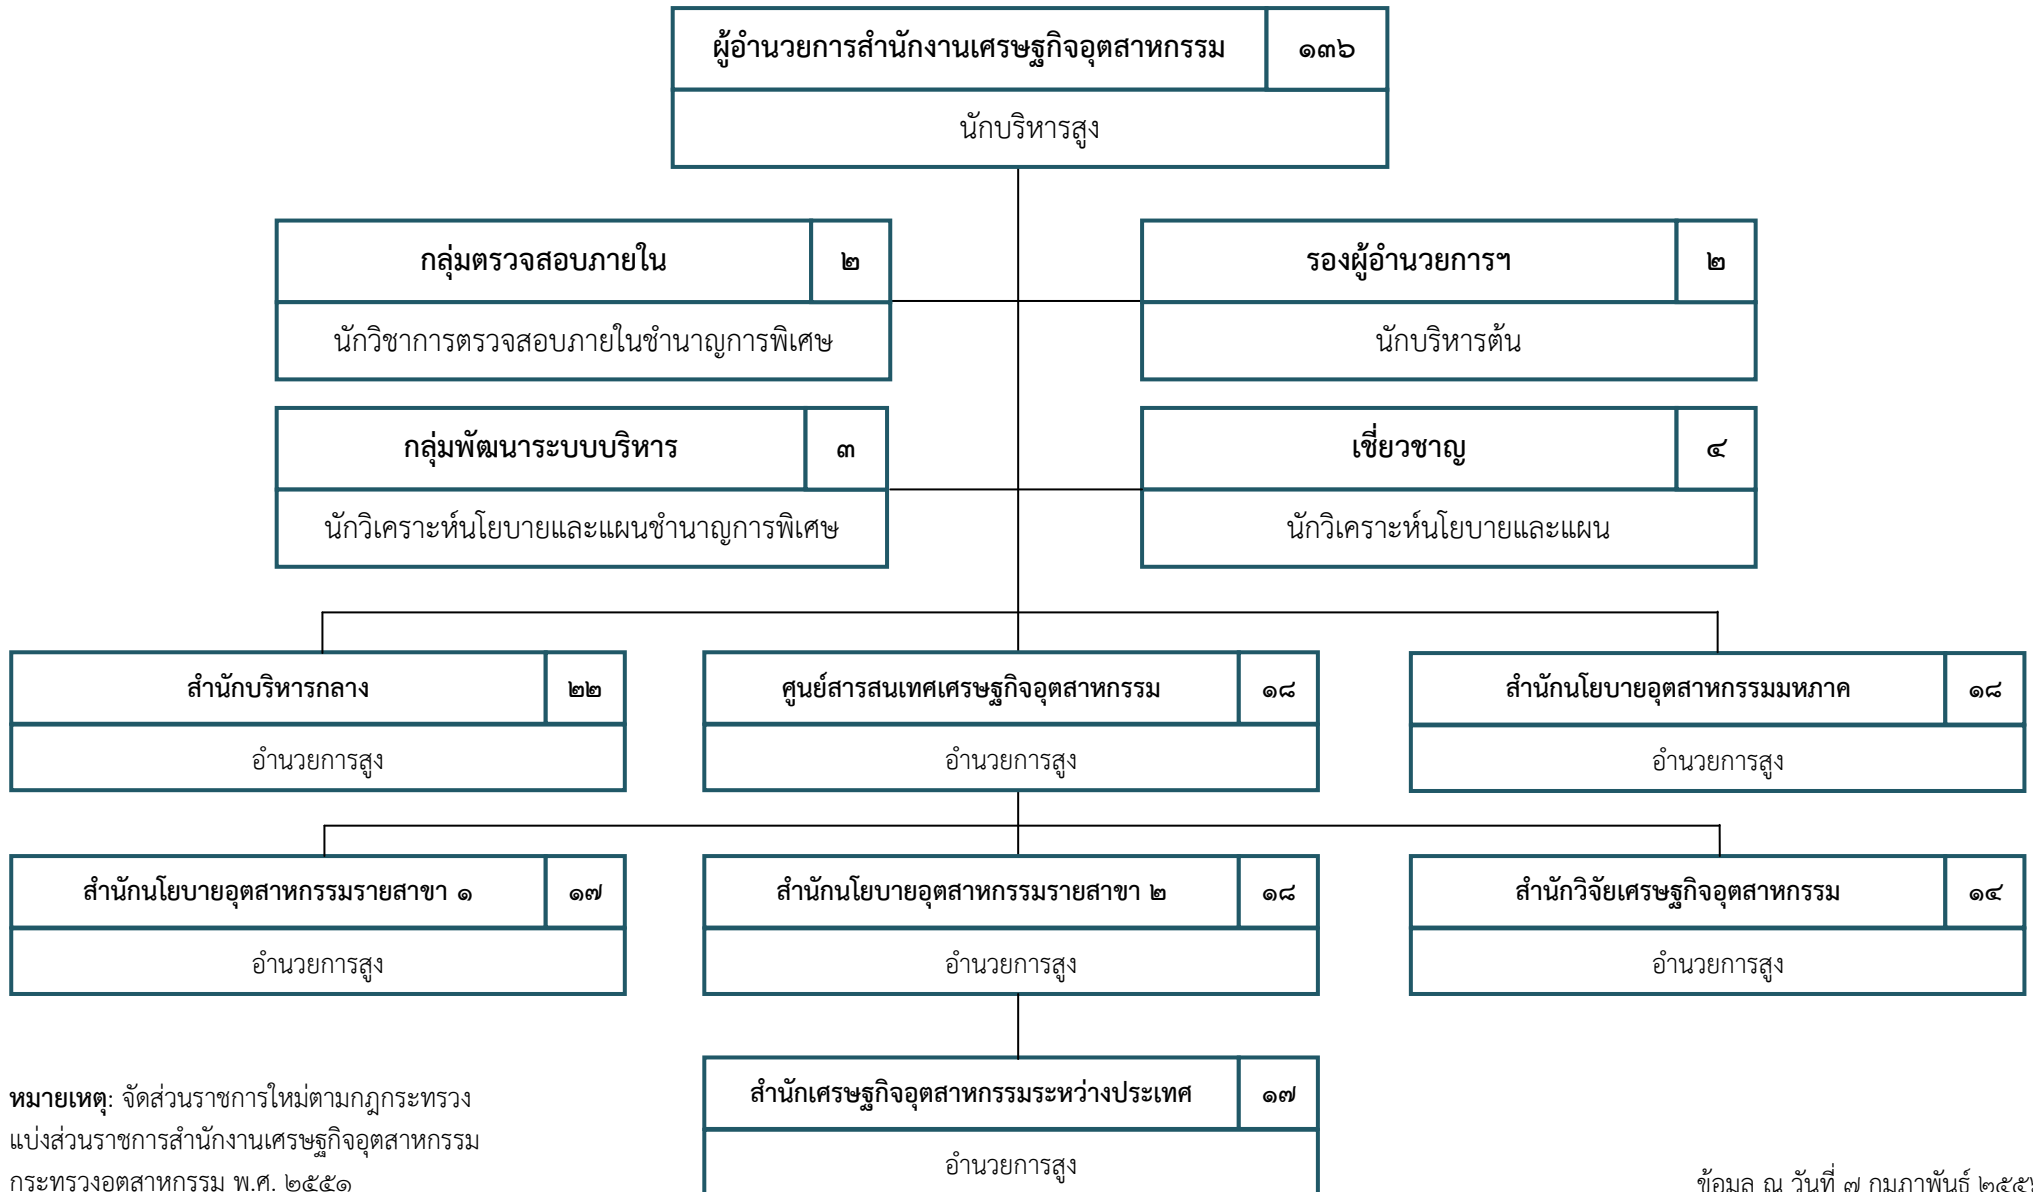 ผู้อำนวยการสำนักงานเศรษฐกิจอุตสาหกรรม ๑๓๖
นักบริหารสูง
กลุ่มตรวจสอบภายใน ๒
นักวิชาการตรวจสอบภายในชำนาญการพิเศษ
รองผู้อำนวยการฯ ๒
นักบริหารต้น
กลุ่มพัฒนาระบบบริหาร ๓
นักวิเคราะห์นโยบายและแผนชำนาญการพิเศษ
เชี่ยวชาญ ๔
นักวิเคราะห์นโยบายและแผน
สำนักบริหารกลาง ๒๒
อำนวยการสูง
ศูนย์สารสนเทศเศรษฐกิจอุตสาหกรรม ๑๘
อำนวยการสูง
สำนักนโยบายอุตสาหกรรมมหภาค ๑๘
อำนวยการสูง
สำนักนโยบายอุตสาหกรรมรายสาขา ๑ ๑๗
อำนวยการสูง
สำนักนโยบายอุตสาหกรรมรายสาขา ๒ ๑๘
อำนวยการสูง
สำนักวิจัยเศรษฐกิจอุตสาหกรรม ๑๔
อำนวยการสูง
สำนักเศรษฐกิจอุตสาหกรรมระหว่างประเทศ ๑๗
อำนวยการสูง
หมายเหตุ: จัดส่วนราชการใหม่ตามกฎกระทรวง
แบ่งส่วนราชการสำนักงานเศรษฐกิจอุตสาหกรรม
กระทรวงอุตสาหกรรม พ.ศ. ๒๕๕๑
ข้อมูล ณ วันที่ ๗ กุมภาพันธ์